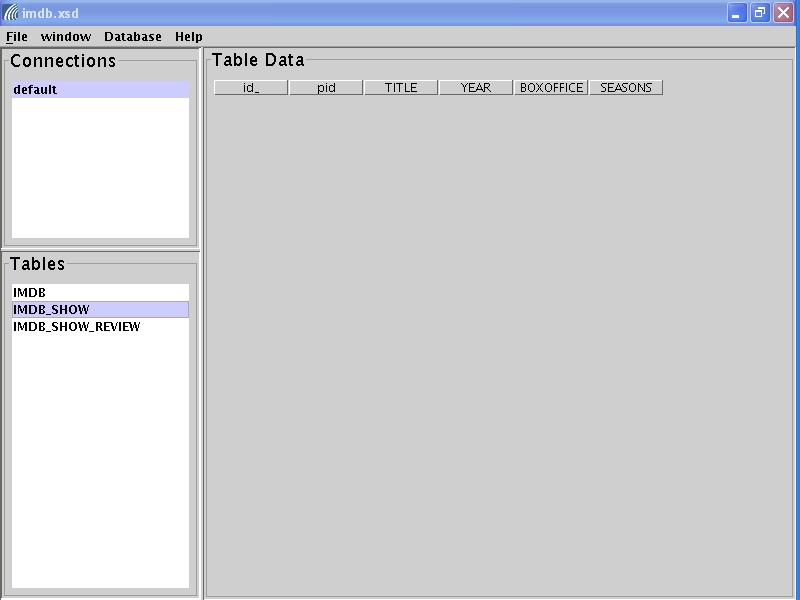 imdb.xsd
File window Database Help
Connections
default
Tables
IMDB
IMDB_SHOW
IMDB_SHOW_REVIEW
Table Data
id_ pid TITLE YEAR BOXOFFICE SEASONS